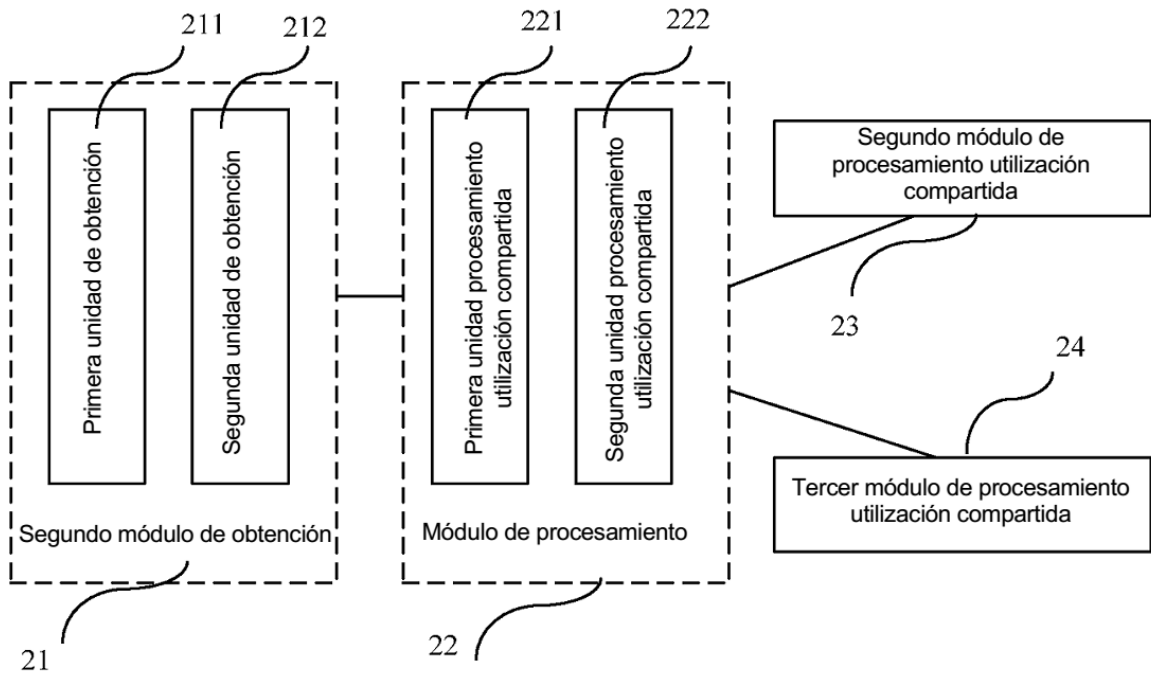 211
212
221
222
Primera unidad de obtención
Segunda unidad de obtención
Primera unidad procesamiento
utilización compartida
Segunda unidad procesamiento
utilización compartida
Segundo módulo de
procesamiento utilización
compartida
23
24
Tercer módulo de procesamiento
utilización compartida
Segundo módulo de obtención
Módulo de procesamiento
21
22